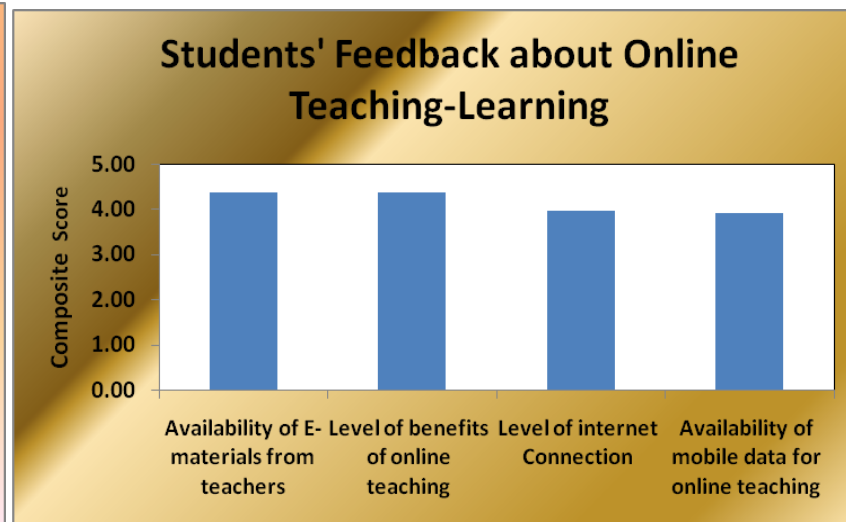 Students' Feedback about Online
Teaching-Learning
Composite Score
5.00
4.00
3.00
2.00
1.00
0.00
Availability of E-
materials from
teachers
Level of benefits
of online
teaching
Level of internet
Connection
Availability of
mobile data for
online teaching